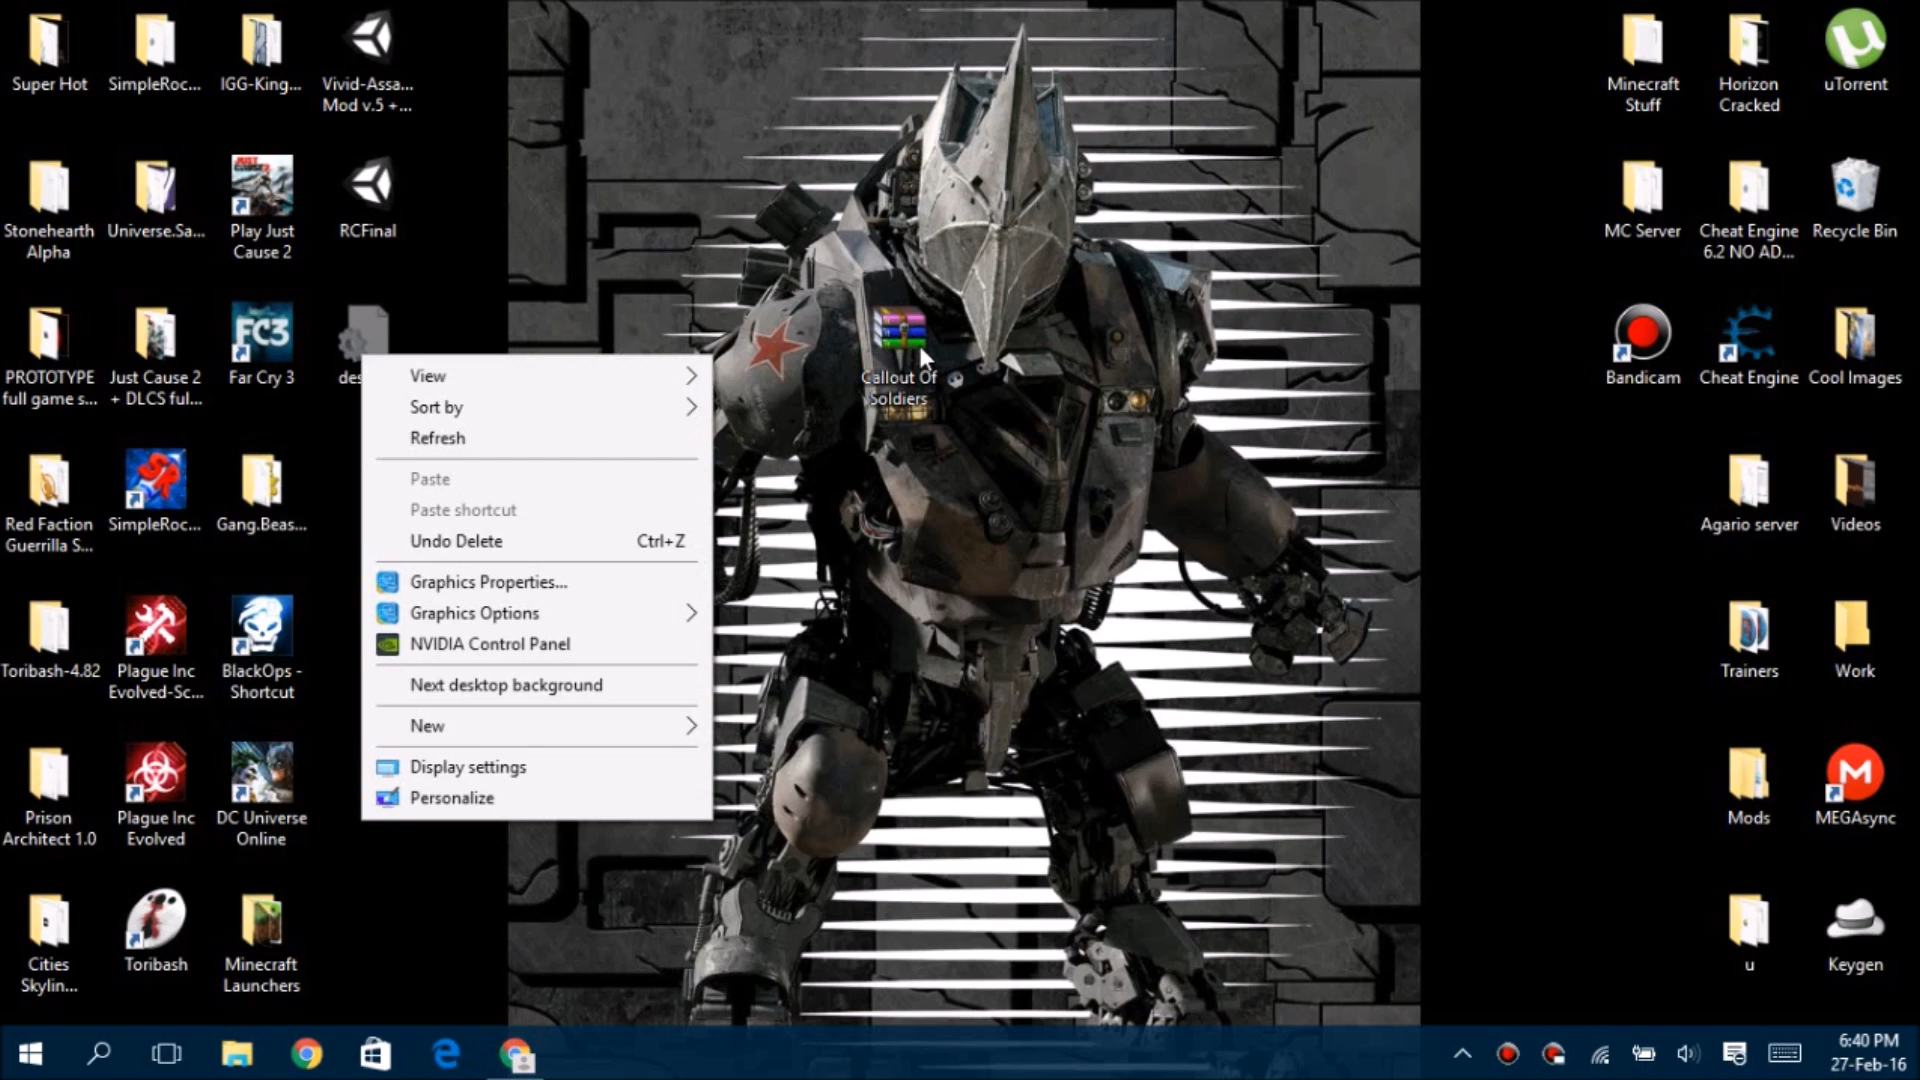 Super Hot
SimpleRoc...
IGG-King...
Vivid-Assa...
Mod v.5 +...
Stonehearth
Alpha
Universe.Sa...
Play Just
Cause 2
RCFinal
PROTOTYPE
full game s...
Just Cause 2
+ DLCS ful...
FC3
Far Cry 3
des
Red Faction
Guerrilla S...
SimpleRoc...
Gang.Beas...
Toribash-4.82
Plague Inc
Evolved-Sc...
BlackOps -
Shortcut
Prison
Architect 1.0
Plague Inc
Evolved
DC Universe
Online
Cities
Skylin...
Toribash
Minecraft
Launchers
View
Sort by
Refresh
Paste
Paste shortcut
Undo Delete Ctrl+Z
Graphics Properties...
Graphics Options
NVIDIA Control Panel
Next desktop background
New
Display settings
Personalize
Callout Of
Soldiers
Minecraft
Stuff
Horizon
Cracked
uTorrent
MC Server
Cheat Engine
6.2 NO AD...
Recycle Bin
Bandicam
Cheat Engine
Cool Images
Agario server
Videos
Trainers
Work
Mods
MEGAsync
u
Keygen
6:40 PM
27-Feb-16